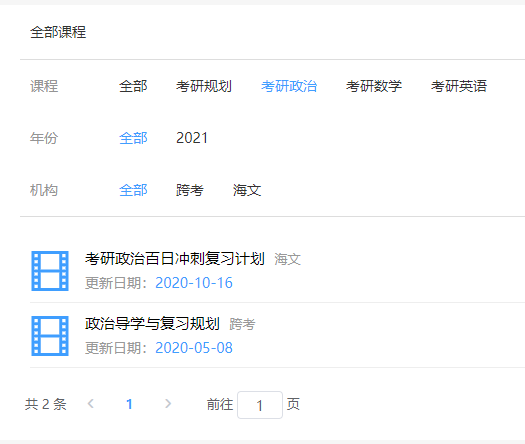 全部课程
课程 全部 考研规划 考研政治 考研数学 考研英语
年份 全部 2021
机构 全部 跨考 海文
考研政治百日冲刺复习计划 海文
更新日期：2020-10-16
政治导学与复习规划 跨考
更新日期：2020-05-08
共 2 条 1 前往 1 页